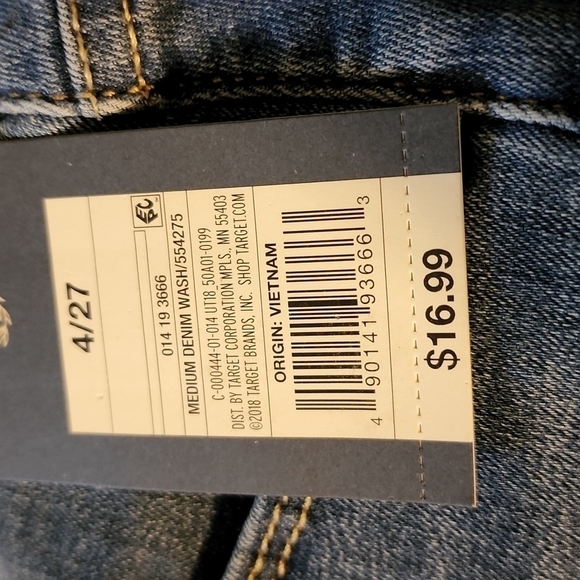 4/27
014 19 3666
MEDIUM DENIM WASH/554275
C-000444-01-014 UT18_50A01-0199
DIST. BY TARGET CORPORATION MPLS., MN 55403
©2018 TARGET BRANDS, INC. SHOP TARGET.COM
ORIGIN: VIETNAM
4 90141 93666 3
$16.99